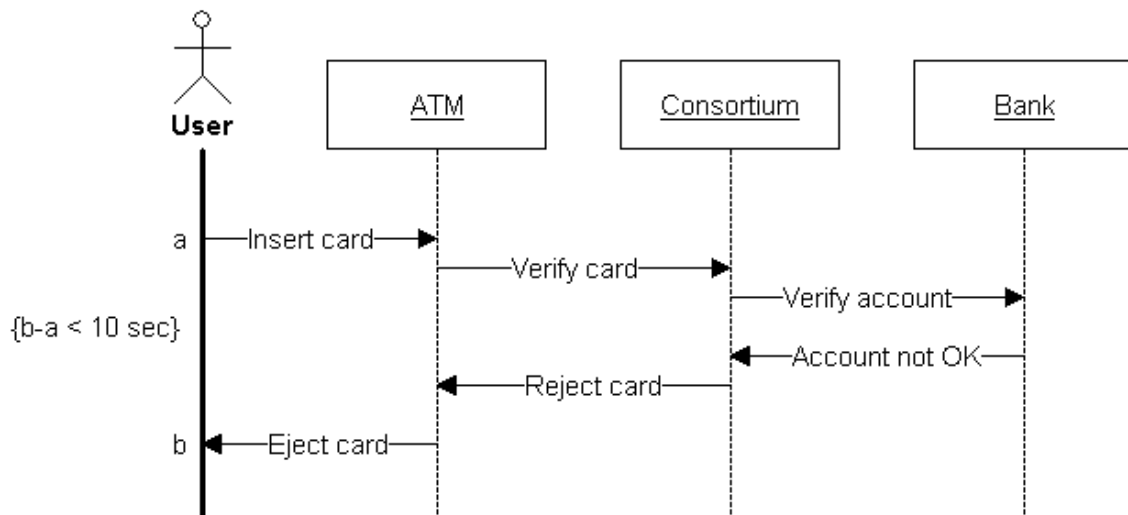 User
ATM
Consortium
Bank
a
Insert card
Verify card
Verify account
{b-a < 10 sec}
Account not OK
Reject card
b
Eject card